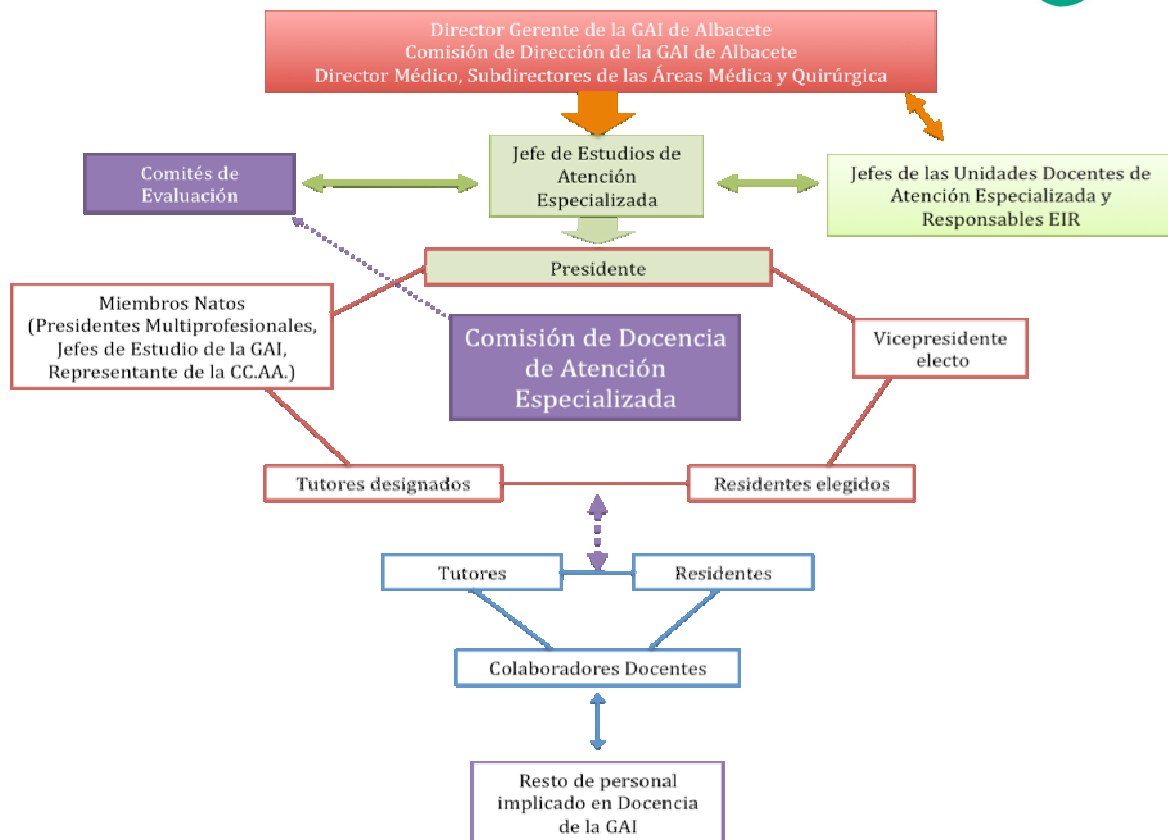 Director Gerente de la GAI de Albacete
Comisión de Dirección de la GAI de Albacete
Director Médico, Subdirectores de las Áreas Médica y Quirúrgica
Comités de
Evaluación
Jefe de Estudios de
Atención
Especializada
Jefes de las Unidades Docentes de
Atención Especializada y
Responsables EIR
Presidente
Miembros Natos
(Presidentes Multiprofesionales,
Jefes de Estudio de la GAI,
Representante de la CC.AA.)
Comisión de Docencia
de Atención
Especializada
Vicepresidente
electo
Tutores designados
Residentes elegidos
Tutores
Residentes
Colaboradores Docentes
Resto de personal
implicado en Docencia
de la GAI